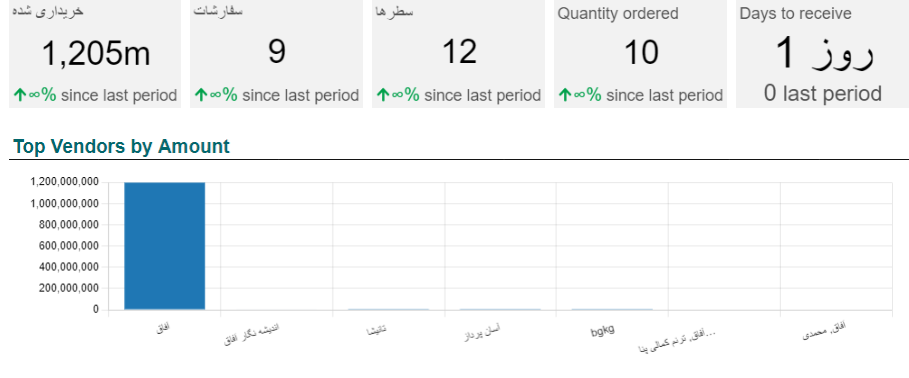 خریداری شده
1,205m
↑∞% since last period
سفارشات
9
↑∞% since last period
سطرها
12
↑∞% since last period
Quantity ordered
10
↑∞% since last period
Days to receive
1 روز
0 last period
Top Vendors by Amount
1,200,000,000
1,000,000,000
800,000,000
600,000,000
400,000,000
200,000,000
0
افاق
اندیشه نگار افاق
تاتیشا
آسان پرداز
bgkg
افاق, ترنم کمالی پنا...
افاق, محمدی